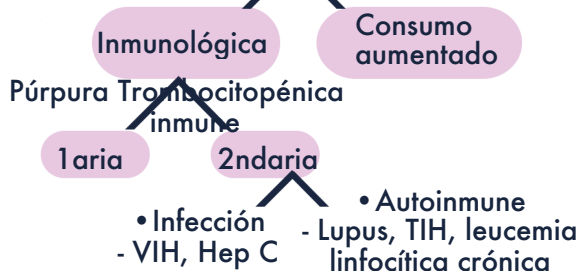 Inmunológica
Consumo
aumentado
Púrpura Trombocitopénica
inmune
1aria
2ndaria
•Infección
- VIH, Hep C
•Autoinmune
- Lupus, TIH, leucemia
linfocítica crónica